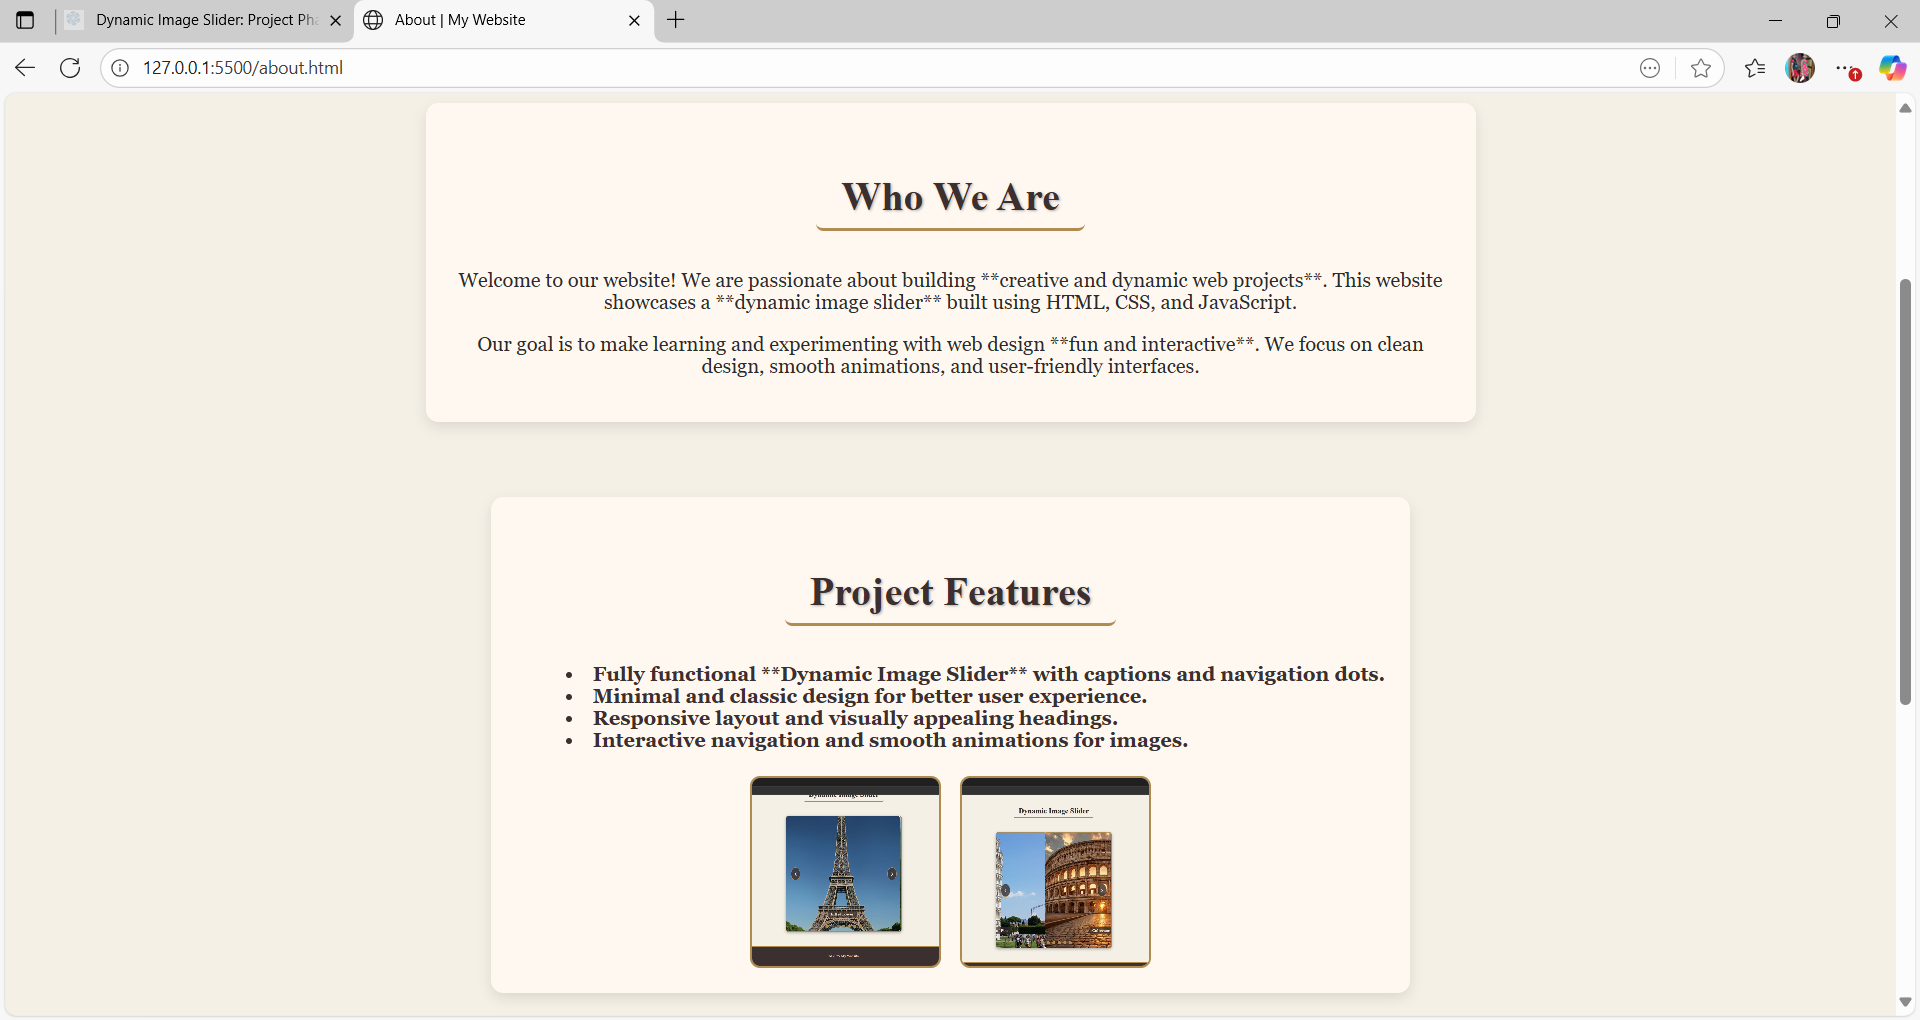 Dynamic Image Slider: Project Ph
About | My Website
127.0.0.1:5500/about.html
Who We Are
Welcome to our website! We are passionate about building **creative and dynamic web projects**. This website
showcases a **dynamic image slider** built using HTML, CSS, and JavaScript.
Our goal is to make learning and experimenting with web design **fun and interactive**. We focus on clean
design, smooth animations, and user-friendly interfaces.
Project Features
• Fully functional **Dynamic Image Slider** with captions and navigation dots.
• Minimal and classic design for better user experience.
• Responsive layout and visually appealing headings.
• Interactive navigation and smooth animations for images.
Dynamic Image Slider
Dynamic Image Slider